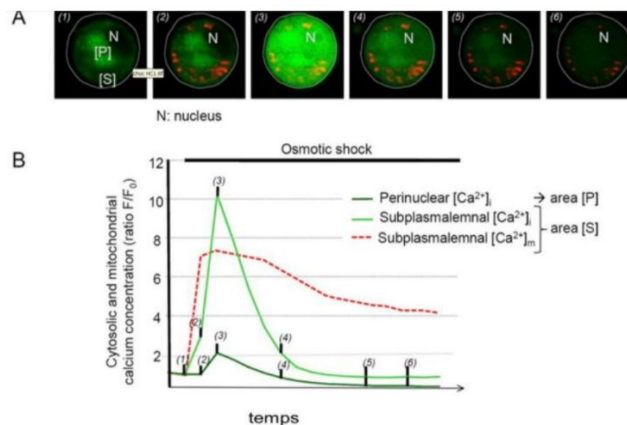 A
(1) (2) (3) (4) (5) (6)
N N N N N N
[P]
[S]
N: nucleus
B
Osmotic shock
12
10
8
6
4
2
Cytosolic and mitochondrial
calcium concentration (ratio F/F₀)
Perinuclear [Ca²⁺]ᵢ → area [P]
Subplasmalemnal [Ca²⁺]ᵢ
Subplasmalemnal [Ca²⁺]ₘ
area [S]
(3)
(2)
(1)
(2)
(3)
(4)
(4)
(5)
(6)
temps